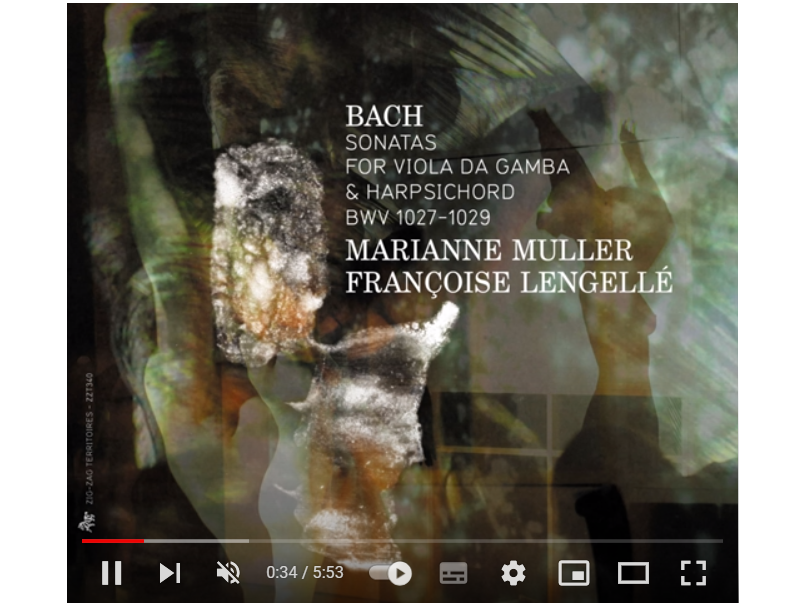 BACH
SONATAS
FOR VIOLA DA GAMBA
& HARPSICHORD
BWV 1027–1029
MARIANNE MULLER
FRANÇOISE LENGELLÉ
ZIG-ZAG TERRITOIRES - ZZT340
0:34 / 5:53